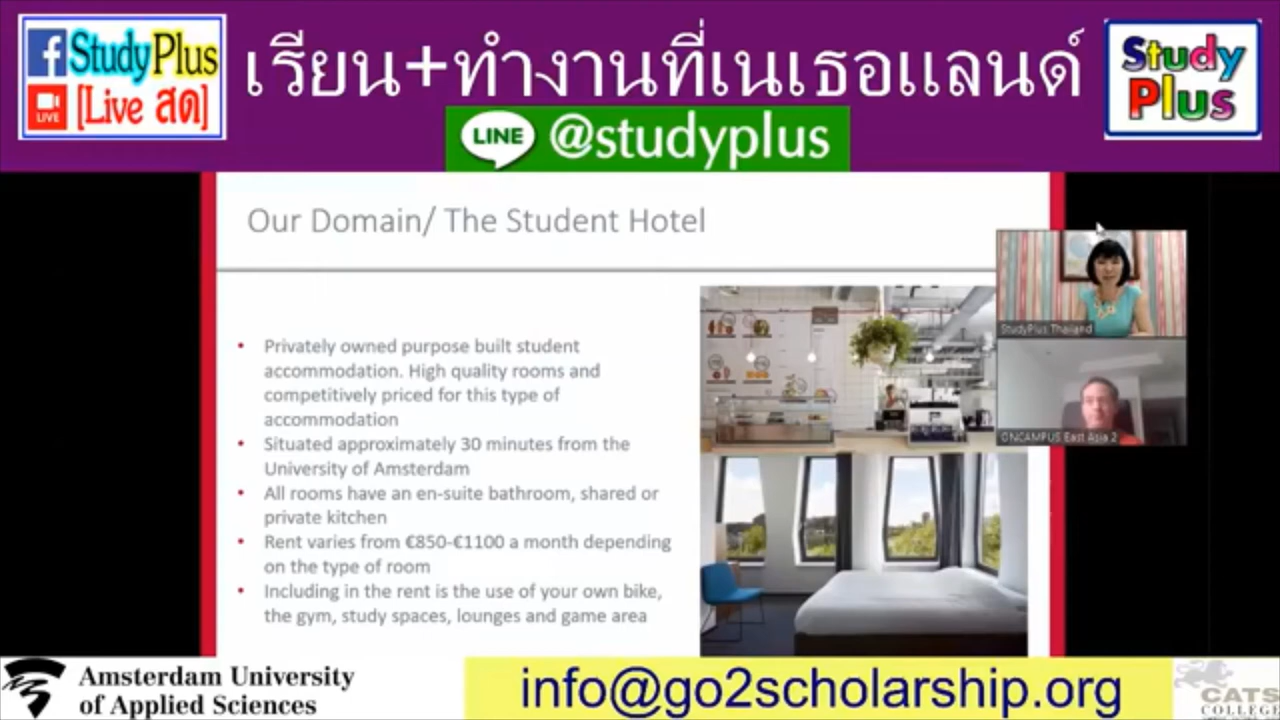 StudyPlus
LIVE
[Live สด]
เรียน+ทำงานที่เนเธอแลนด์
LINE
@studyplus
Study
Plus
Our Domain/ The Student Hotel
• Privately owned purpose built student
accommodation. High quality rooms and
competitively priced for this type of
accommodation
• Situated approximately 30 minutes from the
University of Amsterdam
• All rooms have an en-suite bathroom, shared or
private kitchen
• Rent varies from €850-€1100 a month depending
on the type of room
• Including in the rent is the use of your own bike,
the gym, study spaces, lounges and game area
StudyPlus Thailand
ONCAMPUS East Asia 2
Amsterdam University
of Applied Sciences
info@go2scholarship.org
CATS
COLLEGE